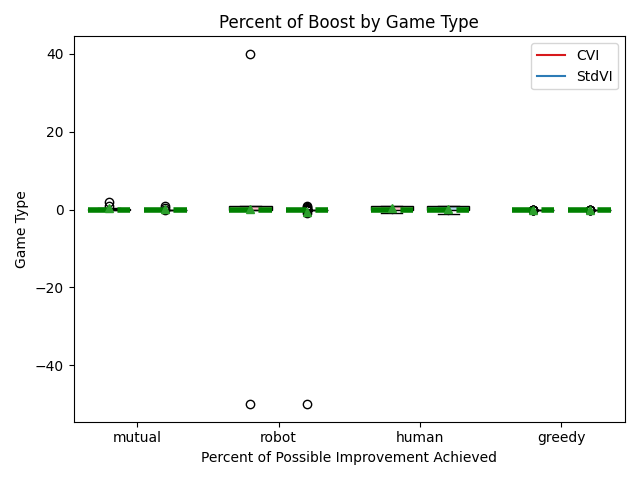 Percent of Boost by Game Type
CVI
StdVI
Game Type
40
20
0
−20
−40
mutual
robot
human
greedy
Percent of Possible Improvement Achieved